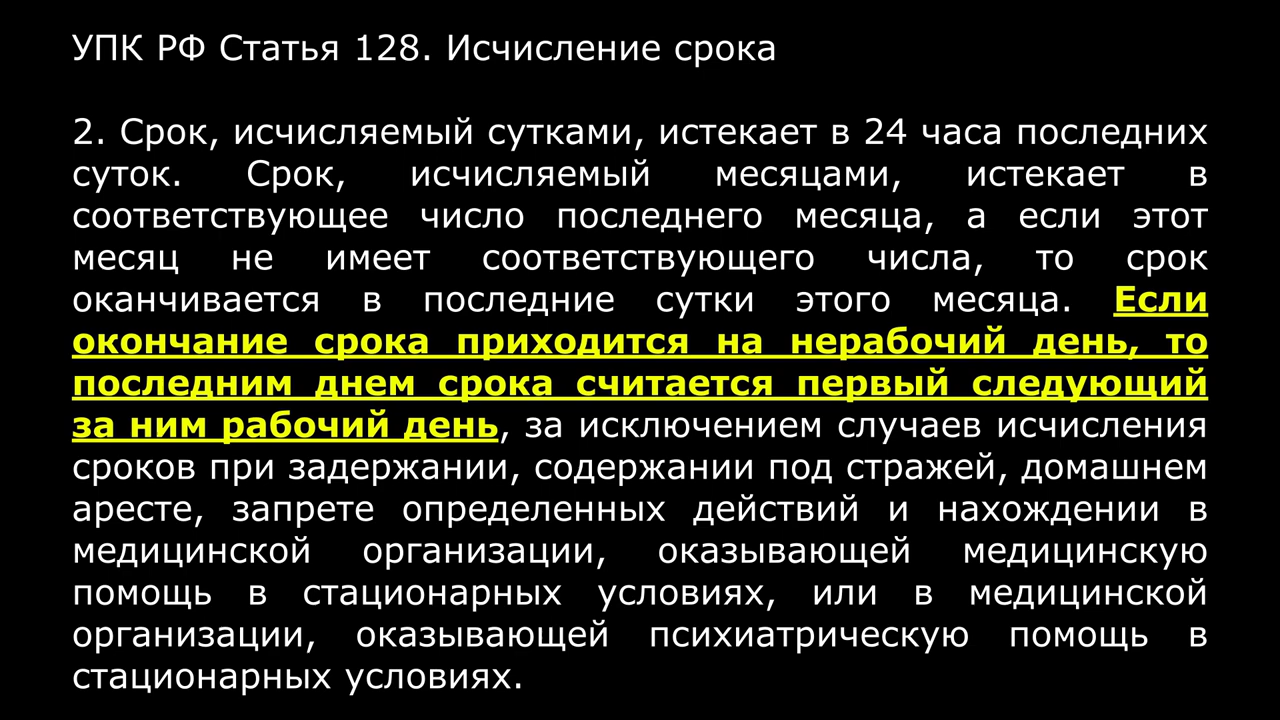 УПК РФ Статья 128. Исчисление срока
2. Срок, исчисляемый сутками, истекает в 24 часа последних
суток. Срок, исчисляемый месяцами, истекает в
соответствующее число последнего месяца, а если этот
месяц не имеет соответствующего числа, то срок
оканчивается в последние сутки этого месяца. Если
окончание срока приходится на нерабочий день, то
последним днем срока считается первый следующий
за ним рабочий день, за исключением случаев исчисления
сроков при задержании, содержании под стражей, домашнем
аресте, запрете определенных действий и нахождении в
медицинской организации, оказывающей медицинскую
помощь в стационарных условиях, или в медицинской
организации, оказывающей психиатрическую помощь в
стационарных условиях.